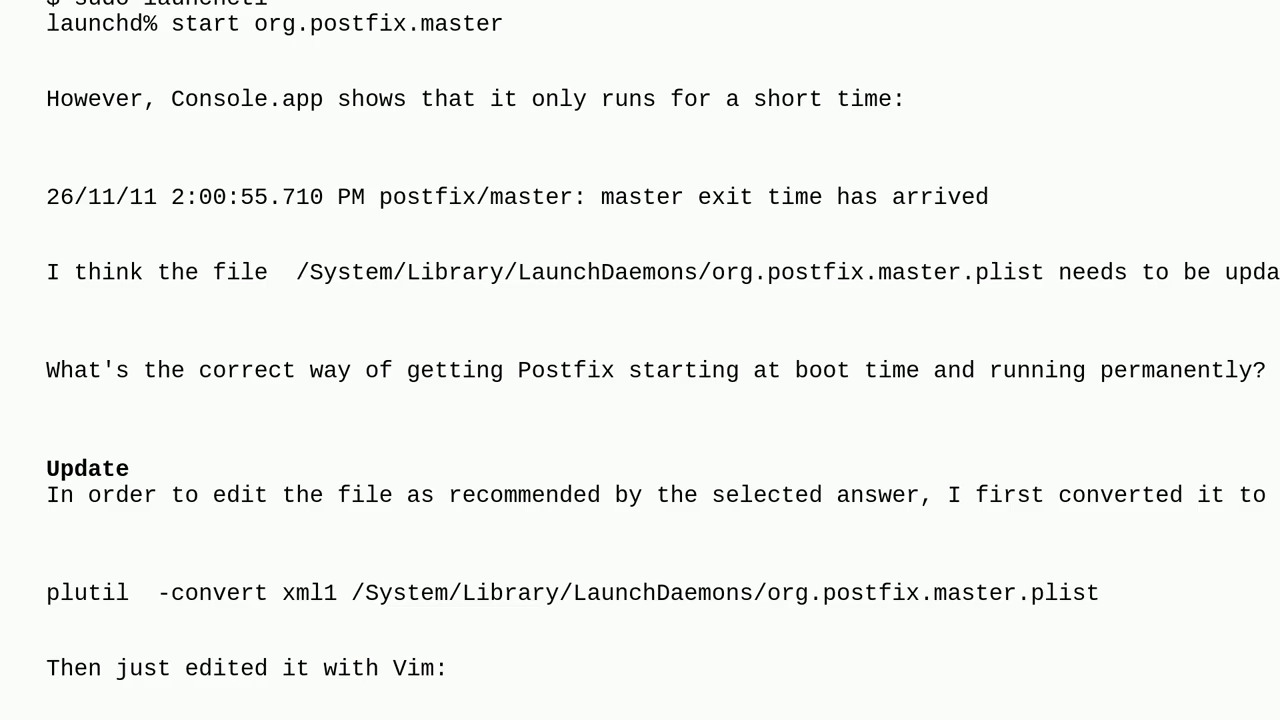 $ sudo launchctl
launchd% start org.postfix.master
However, Console.app shows that it only runs for a short time:
26/11/11 2:00:55.710 PM postfix/master: master exit time has arrived
I think the file  /System/Library/LaunchDaemons/org.postfix.master.plist needs to be upda
What's the correct way of getting Postfix starting at boot time and running permanently?
Update
In order to edit the file as recommended by the selected answer, I first converted it to
plutil  -convert xml1 /System/Library/LaunchDaemons/org.postfix.master.plist
Then just edited it with Vim: